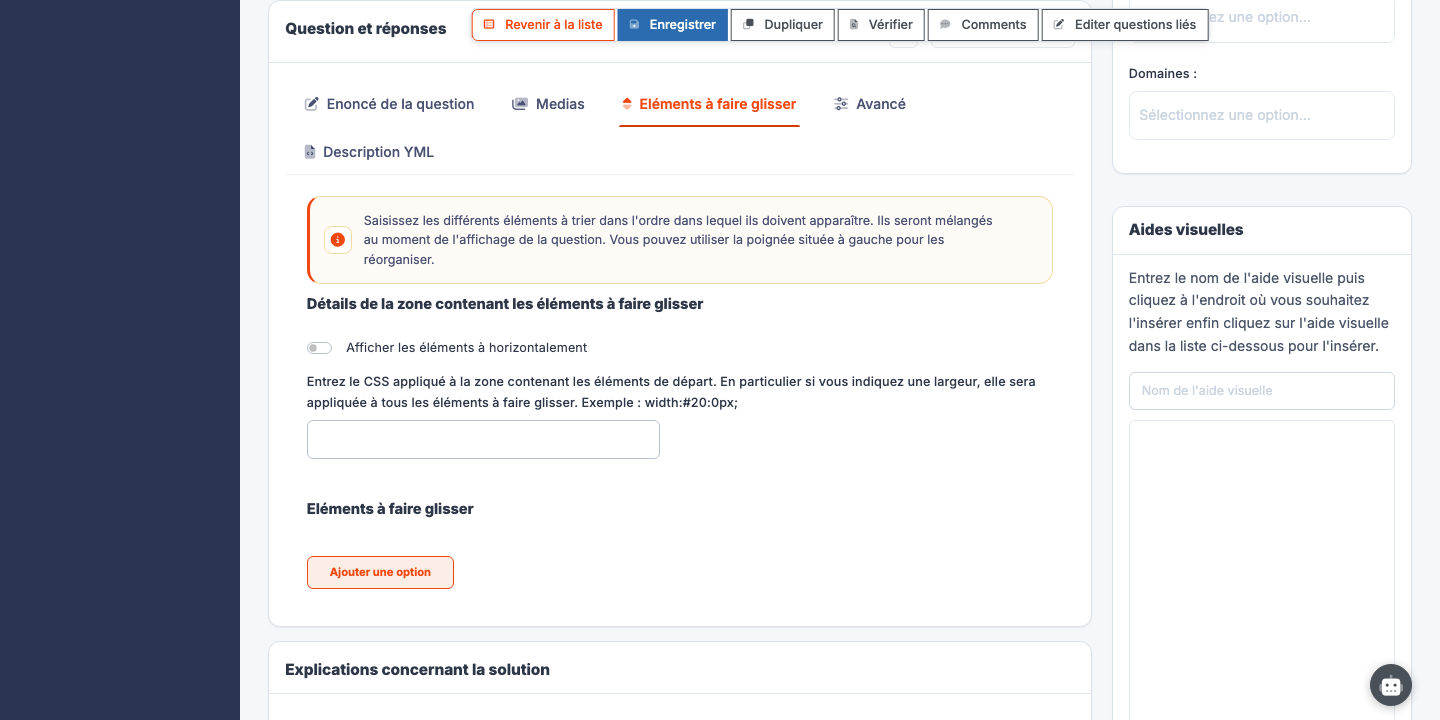 Question et réponses
Revenir à la liste
Enregistrer
Dupliquer
Vérifier
Comments
Editer questions liés
Enoncé de la question
Medias
Eléments à faire glisser
Avancé
Description YML
Saisissez les différents éléments à trier dans l'ordre dans lequel ils doivent apparaître. Ils seront mélangés
au moment de l'affichage de la question. Vous pouvez utiliser la poignée située à gauche pour les
réorganiser.
Détails de la zone contenant les éléments à faire glisser
Afficher les éléments à horizontalement
Entrez le CSS appliqué à la zone contenant les éléments de départ. En particulier si vous indiquez une largeur, elle sera
appliquée à tous les éléments à faire glisser. Exemple : width:#20:0px;
Eléments à faire glisser
Ajouter une option
Explications concernant la solution
une option...
Domaines :
Sélectionnez une option...
Aides visuelles
Entrez le nom de l'aide visuelle puis
cliquez à l'endroit où vous souhaitez
l'insérer enfin cliquez sur l'aide visuelle
dans la liste ci-dessous pour l'insérer.
Nom de l'aide visuelle